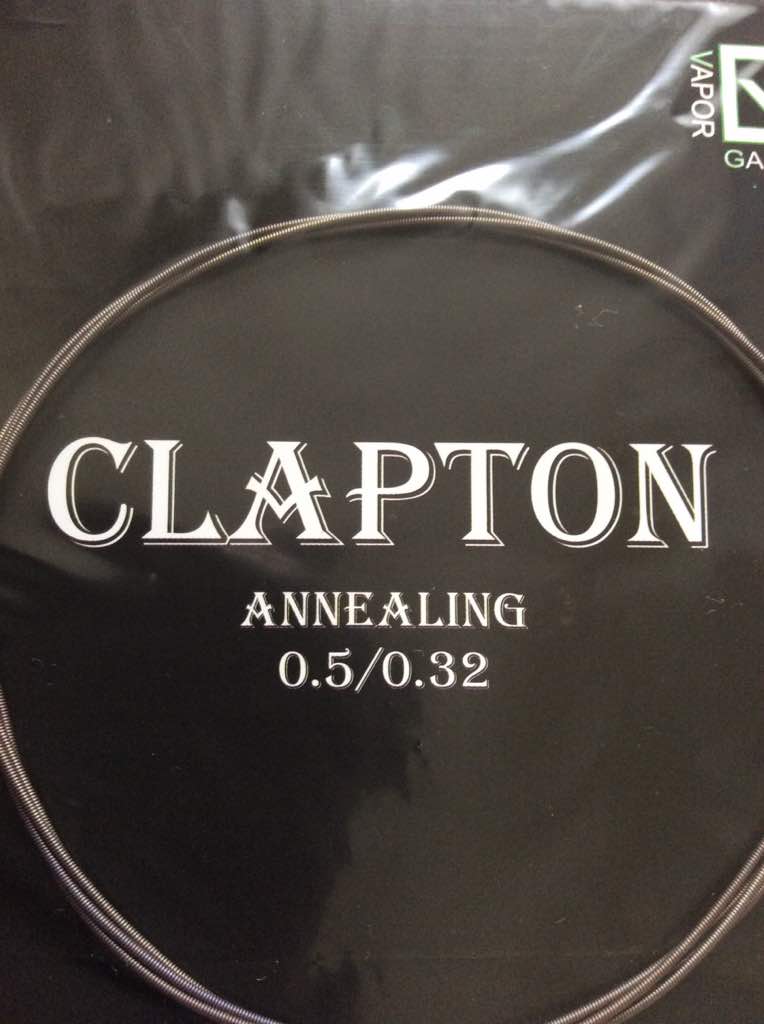 VAPOR
CLAPTON
ANNEALING
0.5/0.32